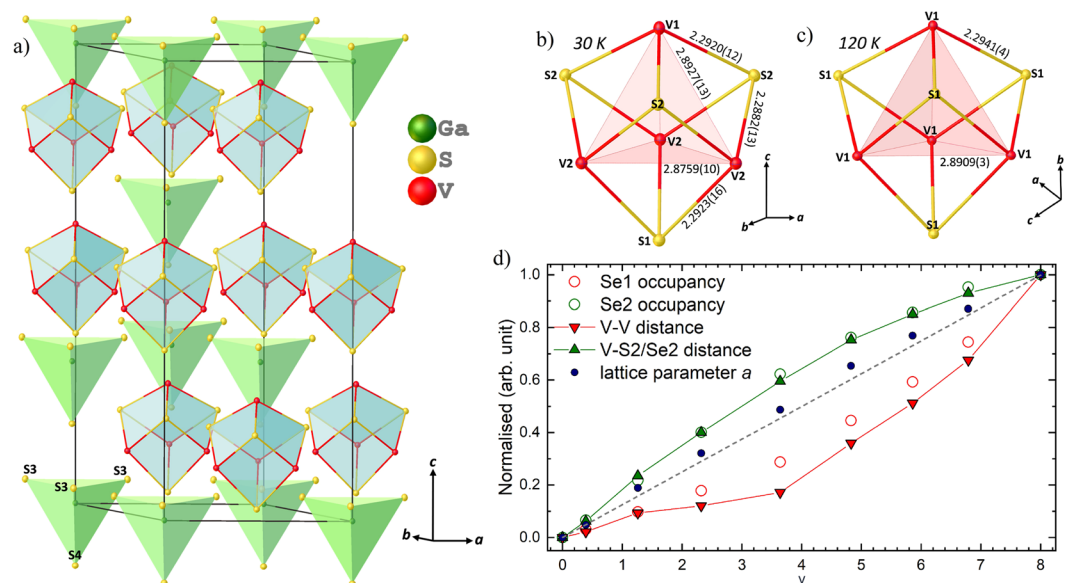 a)
Ga
S
V
S3
S3
S3
S4
c
b
a
b)
30 K
V1
2.2920(12)
2.8927(13)
S2
S2
S2
2.2882(13)
V2
V2
V2
2.8759(10)
2.2923(16)
S1
c
b
a
c)
120 K
V1
2.2941(4)
S1
S1
S1
V1
V1
V1
2.8909(3)
S1
b
a
c
d)
Normalised (arb. unit)
1.0
0.8
0.6
0.4
0.2
0.0
Se1 occupancy
Se2 occupancy
V-V distance
V-S2/Se2 distance
lattice parameter a
0 1 2 3 4 5 6 7 8
y